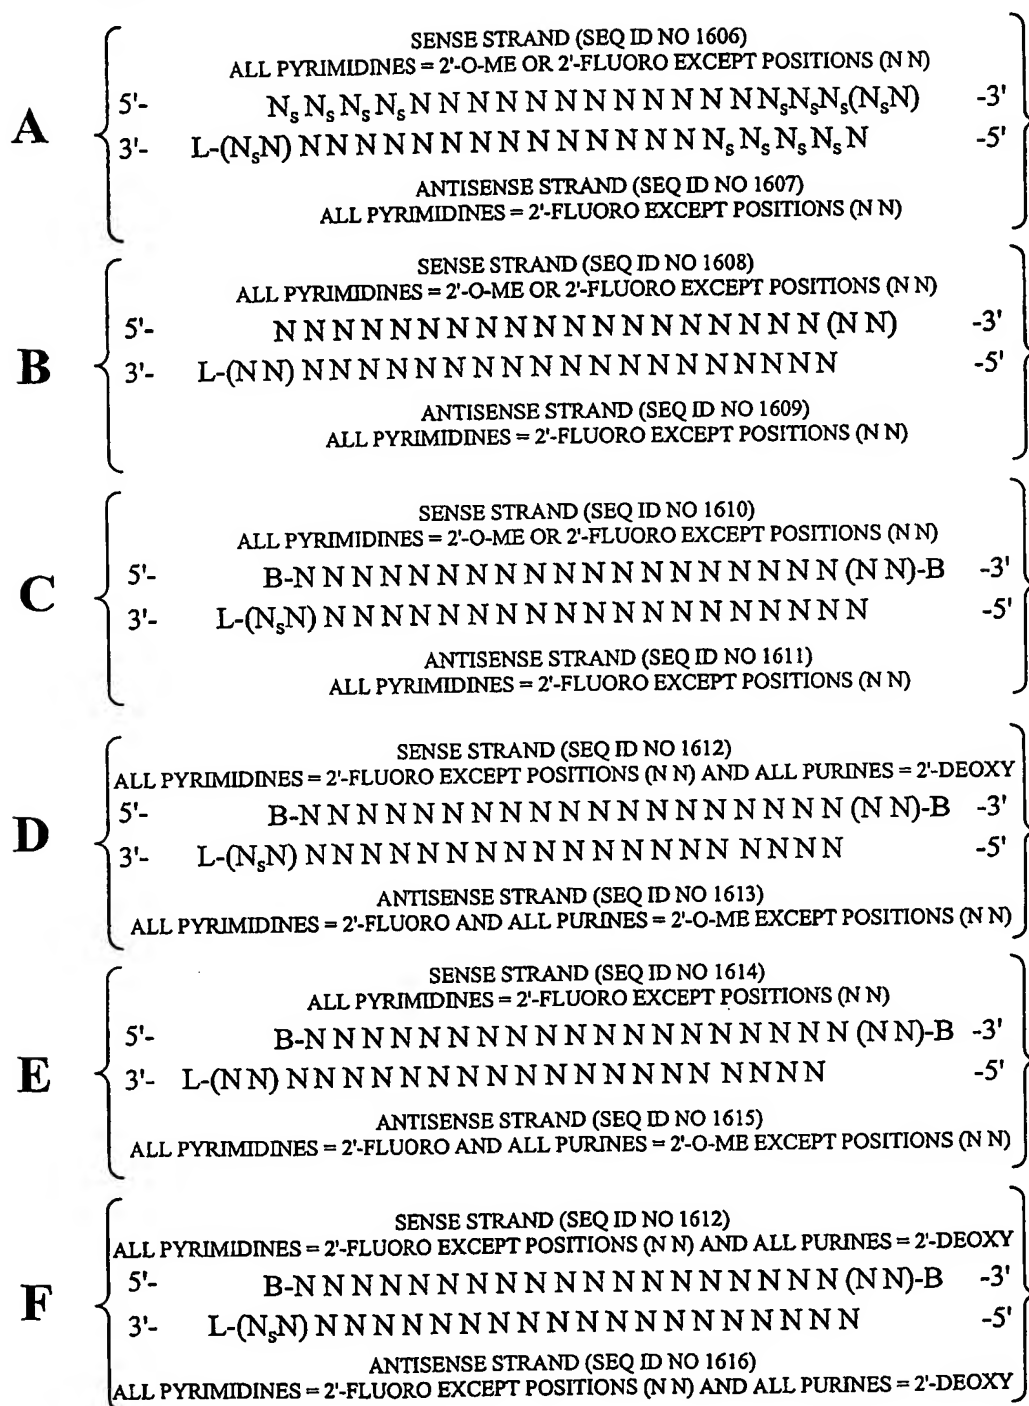 SENSE STRAND (SEQ ID NO 1606)
ALL PYRIMIDINES = 2'-O-ME OR 2'-FLUORO EXCEPT POSITIONS (N N)
A
5'- NsNsNsNsN N N N N N N N N N N N NsNsNs(NsN) -3'
3'- L-(NsN) N N N N N N N N N N N N N N Ns Ns Ns Ns N -5'
ANTISENSE STRAND (SEQ ID NO 1607)
ALL PYRIMIDINES = 2'-FLUORO EXCEPT POSITIONS (N N)
SENSE STRAND (SEQ ID NO 1608)
ALL PYRIMIDINES = 2'-O-ME OR 2'-FLUORO EXCEPT POSITIONS (N N)
B
5'- N N N N N N N N N N N N N N N N N N N (N N) -3'
3'- L-(N N) N N N N N N N N N N N N N N N N N N N -5'
ANTISENSE STRAND (SEQ ID NO 1609)
ALL PYRIMIDINES = 2'-FLUORO EXCEPT POSITIONS (N N)
SENSE STRAND (SEQ ID NO 1610)
ALL PYRIMIDINES = 2'-O-ME OR 2'-FLUORO EXCEPT POSITIONS (N N)
C
5'- B-N N N N N N N N N N N N N N N N N N N (N N)-B -3'
3'- L-(NsN) N N N N N N N N N N N N N N N N N N N -5'
ANTISENSE STRAND (SEQ ID NO 1611)
ALL PYRIMIDINES = 2'-FLUORO EXCEPT POSITIONS (N N)
SENSE STRAND (SEQ ID NO 1612)
ALL PYRIMIDINES = 2'-FLUORO EXCEPT POSITIONS (N N) AND ALL PURINES = 2'-DEOXY
D
5'- B-N N N N N N N N N N N N N N N N N N N (N N)-B -3'
3'- L-(NsN) N N N N N N N N N N N N N N N N N N N -5'
ANTISENSE STRAND (SEQ ID NO 1613)
ALL PYRIMIDINES = 2'-FLUORO AND ALL PURINES = 2'-O-ME EXCEPT POSITIONS (N N)
SENSE STRAND (SEQ ID NO 1614)
ALL PYRIMIDINES = 2'-FLUORO EXCEPT POSITIONS (N N)
E
5'- B-N N N N N N N N N N N N N N N N N N N (N N)-B -3'
3'- L-(N N) N N N N N N N N N N N N N N N N N N N -5'
ANTISENSE STRAND (SEQ ID NO 1615)
ALL PYRIMIDINES = 2'-FLUORO AND ALL PURINES = 2'-O-ME EXCEPT POSITIONS (N N)
SENSE STRAND (SEQ ID NO 1612)
ALL PYRIMIDINES = 2'-FLUORO EXCEPT POSITIONS (N N) AND ALL PURINES = 2'-DEOXY
F
5'- B-N N N N N N N N N N N N N N N N N N N (N N)-B -3'
3'- L-(NsN) N N N N N N N N N N N N N N N N N N N -5'
ANTISENSE STRAND (SEQ ID NO 1616)
ALL PYRIMIDINES = 2'-FLUORO EXCEPT POSITIONS (N N) AND ALL PURINES = 2'-DEOXY